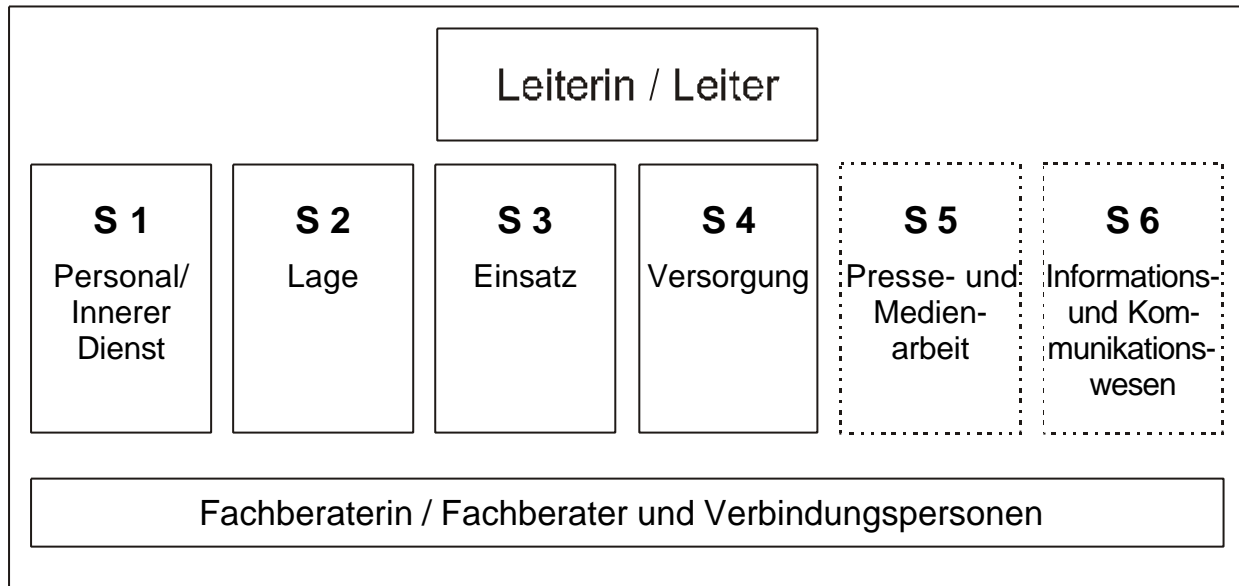 Leiterin / Leiter
S 1
Personal/
Innerer
Dienst
S 2
Lage
S 3
Einsatz
S 4
Versorgung
S 5
Presse- und
Medien-
arbeit
S 6
Informations-
und Kom-
munikations-
wesen
Fachberaterin / Fachberater und Verbindungspersonen